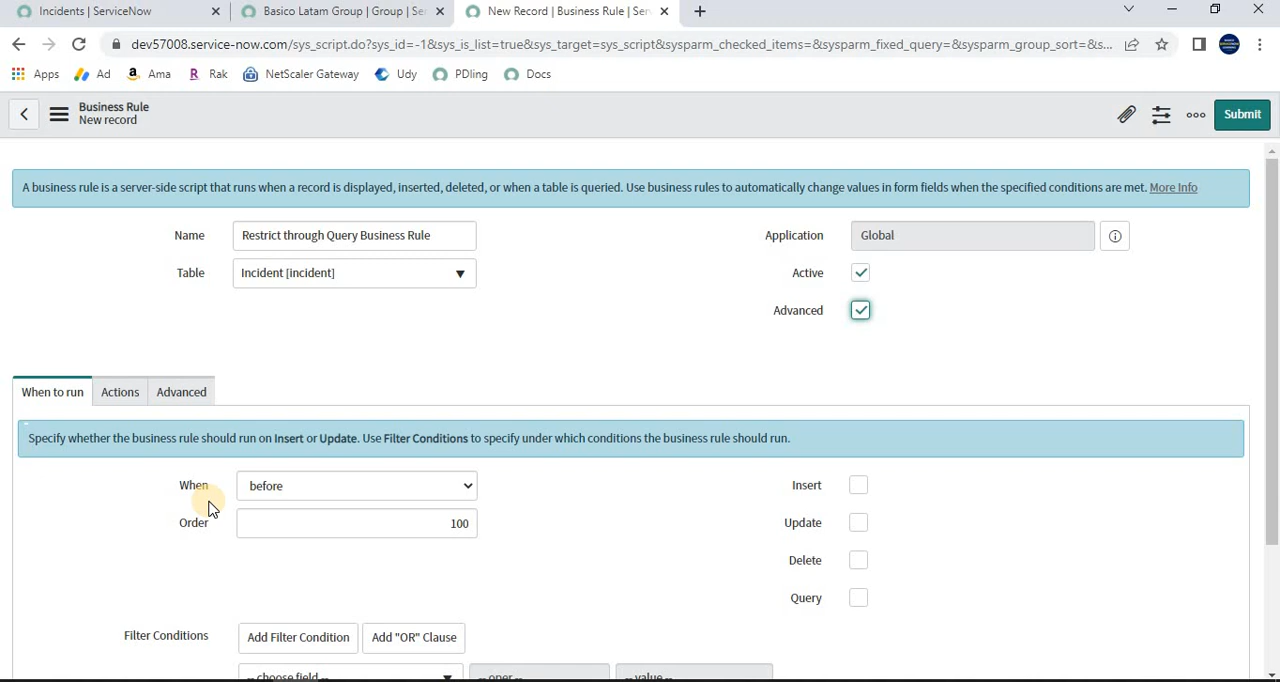 Incidents | ServiceNow
Basico Latam Group | Group | Se
New Record | Business Rule | Ser
dev57008.service-now.com/sys_script.do?sys_id=-1&sys_is_list=true&sys_target=sys_script&sysparm_checked_items=&sysparm_fixed_query=&sysparm_group_sort=&s...
Apps Ad Ama Rak NetScaler Gateway Udy PDling Docs
Business Rule
New record
Submit
A business rule is a server-side script that runs when a record is displayed, inserted, deleted, or when a table is queried. Use business rules to automatically change values in form fields when the specified conditions are met. More Info
Name Restrict through Query Business Rule Application Global
Table Incident [incident] Active
Advanced
When to run Actions Advanced
Specify whether the business rule should run on Insert or Update. Use Filter Conditions to specify under which conditions the business rule should run.
When before Insert
Order 100 Update
Delete
Query
Filter Conditions Add Filter Condition Add "OR" Clause
-- choose field -- -- oper -- -- value --